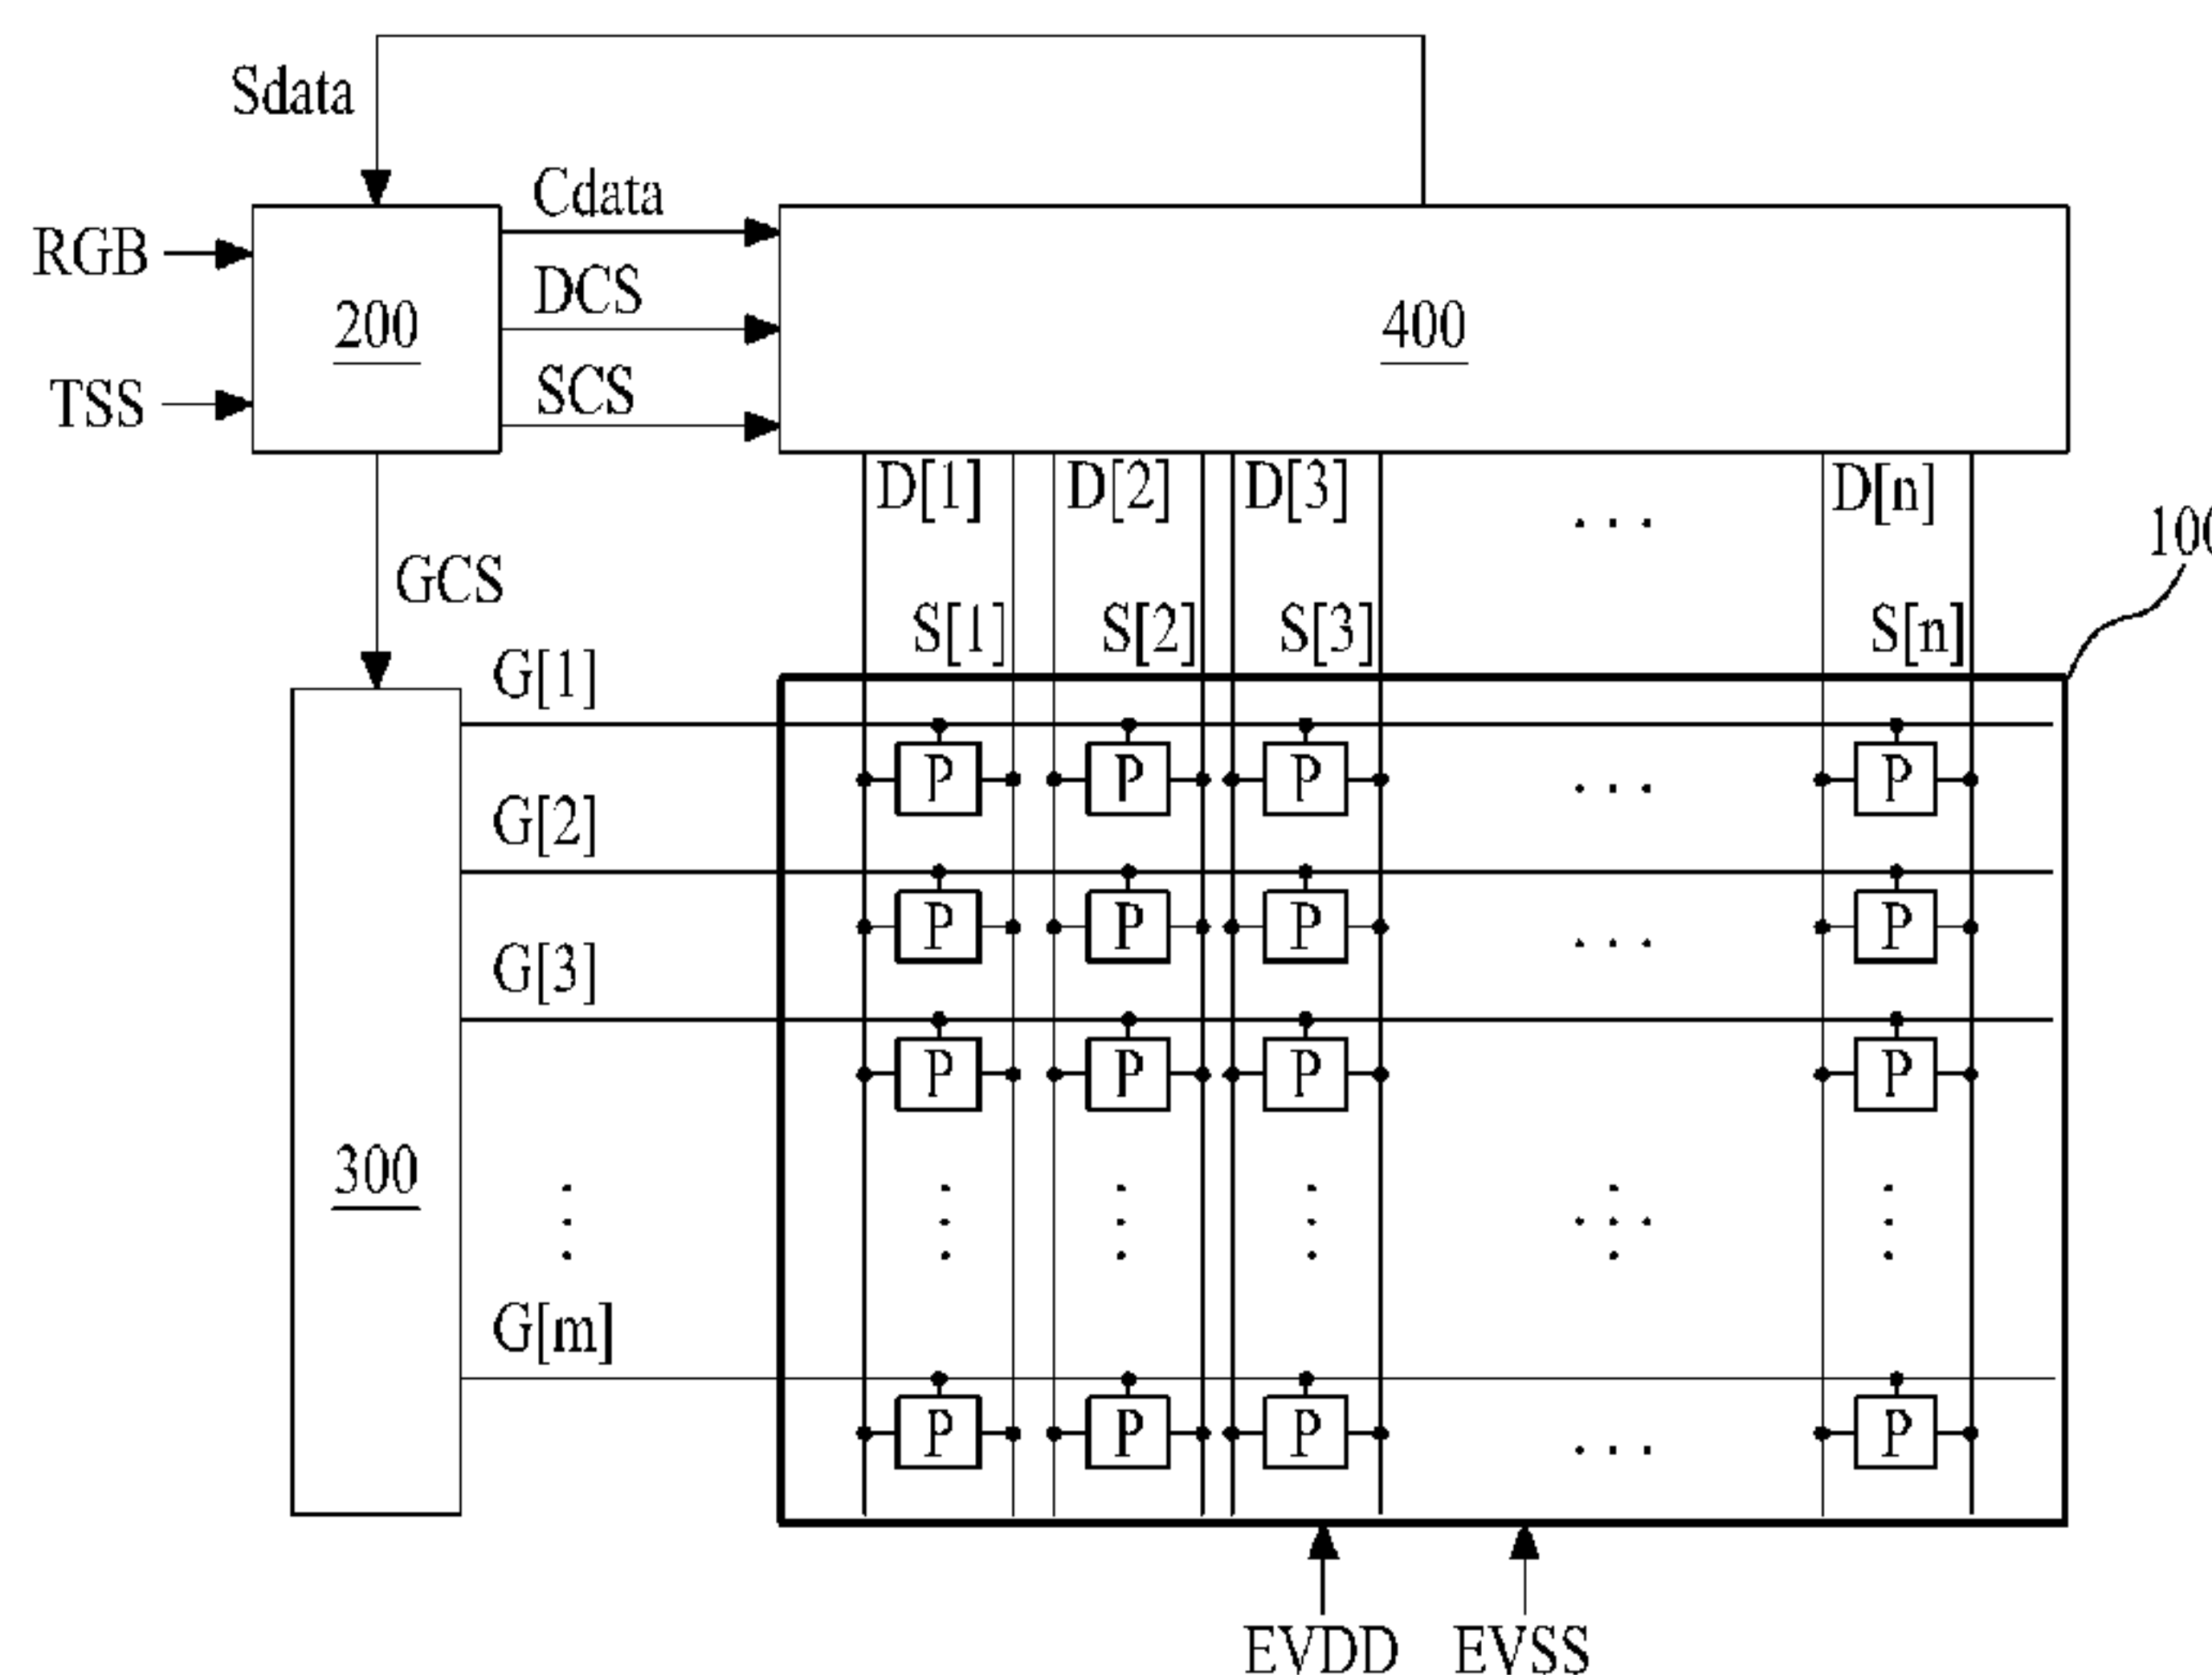 Sdata
Cdata
RGB
DCS
200
400
TSS
SCS
D[1] D[2] D[3] ... D[n]
100
GCS
S[1] S[2] S[3] S[n]
G[1]
P P P ... P
G[2]
P P P ... P
G[3]
P P P P
300
G[m]
P P P ... P
EVDD EVSS